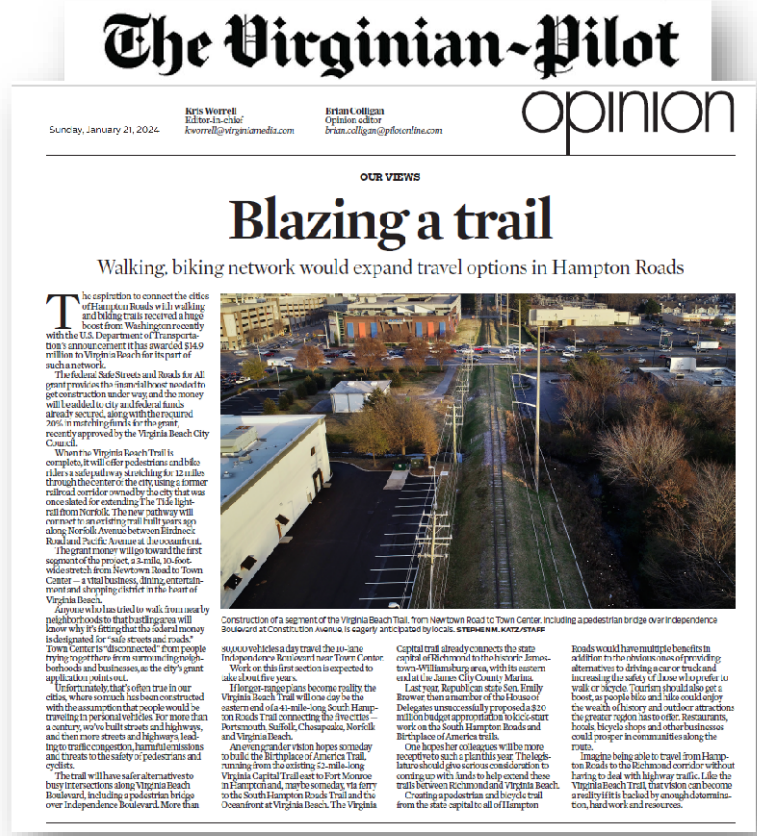 The Virginian-Pilot
opinion
Sunday, January 21, 2024
Kris Worrell
Editor-in-chief
kworrell@virginiamedia.com
Brian Colligan
Opinion editor
brian.colligan@pilotonline.com
OUR VIEWS
Blazing a trail
Walking, biking network would expand travel options in Hampton Roads
The aspiration to connect the cities
of Hampton Roads with walking
and biking trails received a huge
boost from Washington recently
with the U.S. Department of Transporta-
tion's announcement it has awarded $14.9
million to Virginia Beach for its part of
such a network.
The federal Safe Streets and Roads for All
grant provides the financial boost needed to
get construction under way, and the money
will be added to city and federal funds
already secured, along with the required
20% in matching funds for the grant,
recently approved by the Virginia Beach City
Council.
When the Virginia Beach Trail is
complete, it will offer pedestrians and bike
riders a safe pathway stretching for 12 miles
through the center of the city, using a former
railroad corridor owned by the city that was
once slated for extending The Tide light-
rail from Norfolk. The new pathway will
connect to an existing trail built years ago
along Norfolk Avenue between Birdneck
Road and Pacific Avenue at the oceanfront.
The grant money will go toward the first
segment of the project, a 3-mile, 10-foot-
wide stretch from Newtown Road to Town
Center — a vital business, dining, entertain-
ment and shopping district in the heart of
Virginia Beach.
Anyone who has tried to walk from nearby
neighborhoods to that bustling area will
know why it's fitting that the federal money
is designated for "safe streets and roads."
Town Center is "disconnected" from people
trying to get there from surrounding neigh-
borhoods and businesses, as the city's grant
application points out.
Unfortunately, that's often true in our
cities, where so much has been constructed
with the assumption that people would be
traveling in personal vehicles. For more than
a century, we've built streets and highways,
and then more streets and highways, lead-
ing to traffic congestion, harmful emissions
and threats to the safety of pedestrians and
cyclists.
The trail will have safer alternatives to
busy intersections along Virginia Beach
Boulevard, including a pedestrian bridge
over Independence Boulevard. More than
Construction of a segment of the Virginia Beach Trail, from Newtown Road to Town Center, including a pedestrian bridge over Independence
Boulevard at Constitution Avenue, is eagerly anticipated by locals. STEPHEN M. KATZ/STAFF
80,000 vehicles a day travel the 10-lane
Independence Boulevard near Town Center.
Work on this first section is expected to
take about five years.
If longer-range plans become reality, the
Virginia Beach Trail will one day be the
eastern end of a 41-mile-long South Hamp-
ton Roads Trail connecting the five cities —
Portsmouth, Suffolk, Chesapeake, Norfolk
and Virginia Beach.
An even grander vision hopes someday
to build the Birthplace of America Trail,
running from the existing 52-mile-long
Virginia Capital Trail east to Fort Monroe
in Hampton and, maybe someday, via ferry
to the South Hampton Roads Trail and the
Oceanfront at Virginia Beach. The Virginia
Capital Trail already connects the state
capital of Richmond to the historic James-
town-Williamsburg area, with its eastern
end at the James City County Marina.
Last year, Republican state Sen. Emily
Brewer, then a member of the House of
Delegates unsuccessfully proposed a $20
million budget appropriation to kick-start
work on the South Hampton Roads and
Birthplace of America trails.
One hopes her colleagues will be more
receptive to such a plan this year. The legis-
lature should give serious consideration to
coming up with funds to help extend these
trails between Richmond and Virginia Beach.
Creating a pedestrian and bicycle trail
from the state capital to all of Hampton
Roads would have multiple benefits in
addition to the obvious ones of providing
alternatives to driving a car or truck and
increasing the safety of those who prefer to
walk or bicycle. Tourism should also get a
boost, as people bike and hike could enjoy
the wealth of history and outdoor attractions
the greater region has to offer. Restaurants,
hotels, bicycle shops and other businesses
could prosper in communities along the
route.
Imagine being able to travel from Hamp-
ton Roads to the Richmond corridor without
having to deal with highway traffic. Like the
Virginia Beach Trail, that vision can become
a reality if it is backed by enough determina-
tion, hard work and resources.